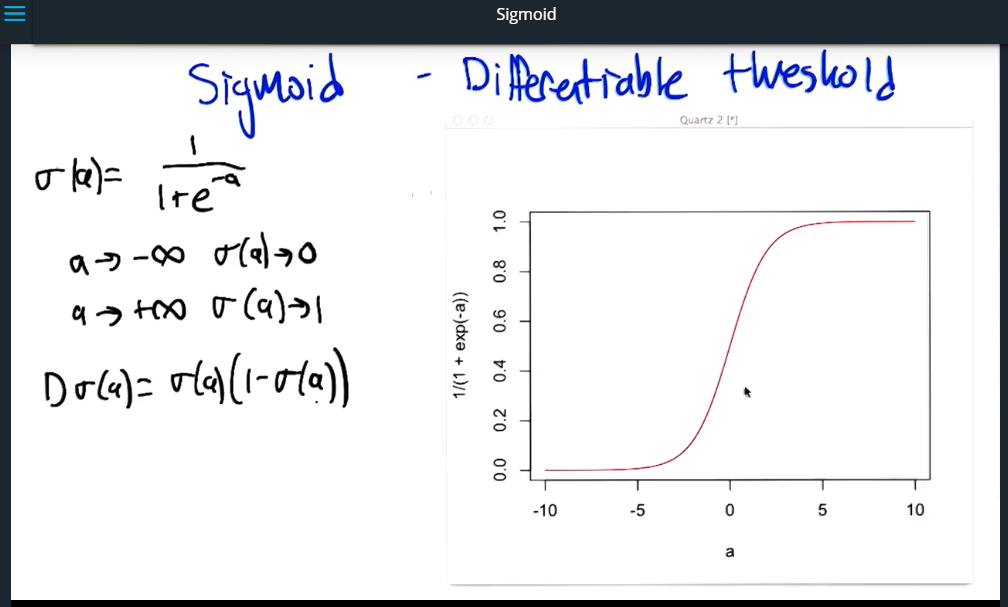 Sigmoid
Sigmoid - Differentiable threshold
Quartz 2 [*]
σ(a)= 1/(1+e^-a)
a→-∞ σ(a)→0
a→+∞ σ(a)→1
Dσ(a)= σ(a)(1-σ(a))
1/(1 + exp(-a))
1.0
0.8
0.6
0.4
0.2
0.0
-10 -5 0 5 10
a